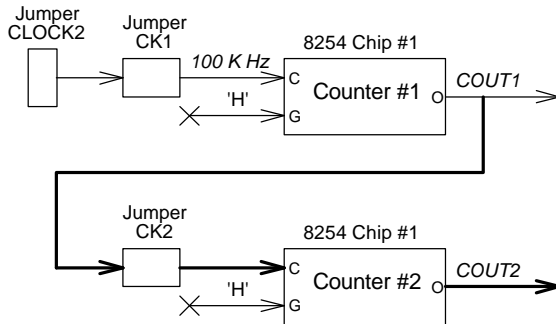 Jumper
CLOCK2
Jumper
CK1
100 K Hz
8254 Chip #1
C
Counter #1
O
COUT1
'H'
G
Jumper
CK2
8254 Chip #1
C
Counter #2
O
COUT2
'H'
G